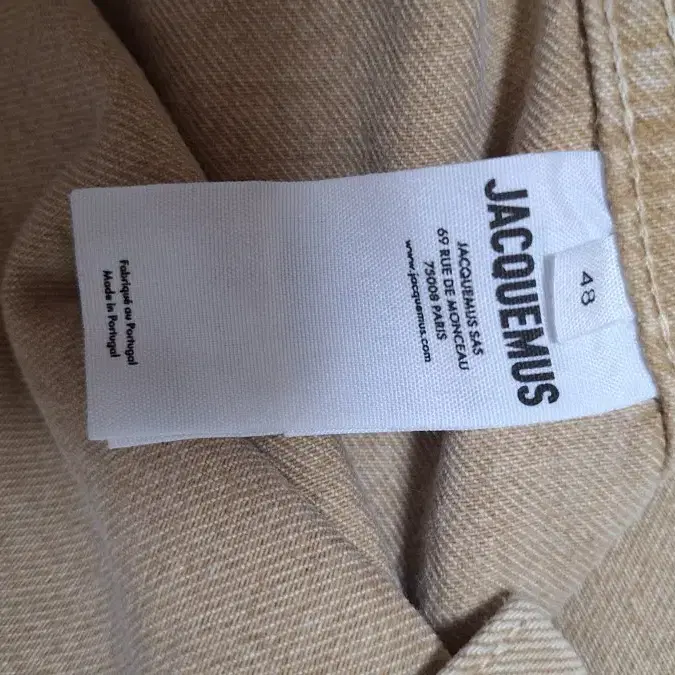 48
JACQUEMUS
JACQUEMUS SAS
69 RUE DE MONCEAU
75008 PARIS
www.jacquemus.com
Fabriqué au Portugal
Made in Portugal